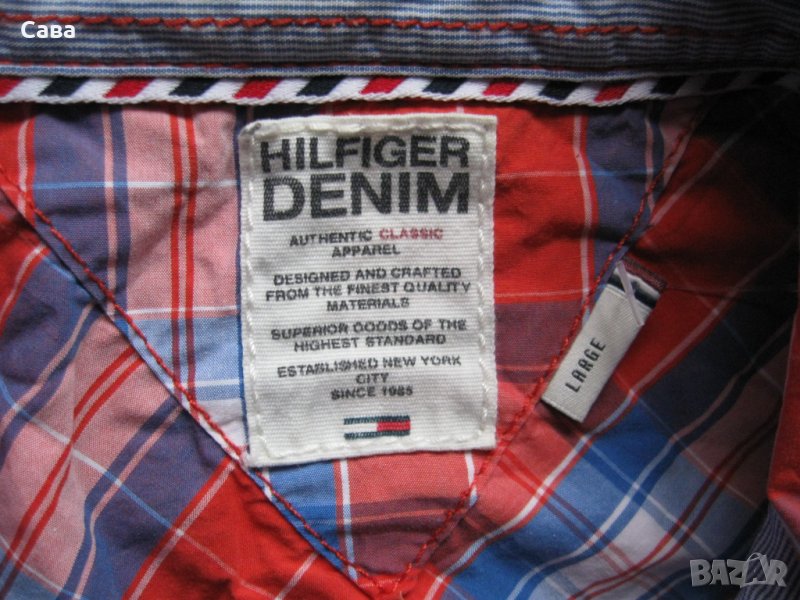 Сава
HILFIGER
DENIM
AUTHENTIC CLASSIC
APPAREL
DESIGNED AND CRAFTED
FROM THE FINEST QUALITY
MATERIALS
SUPERIOR GOODS OF THE
HIGHEST STANDARD
ESTABLISHED NEW YORK
CITY
SINCE 1985
LARGE
BAZAR